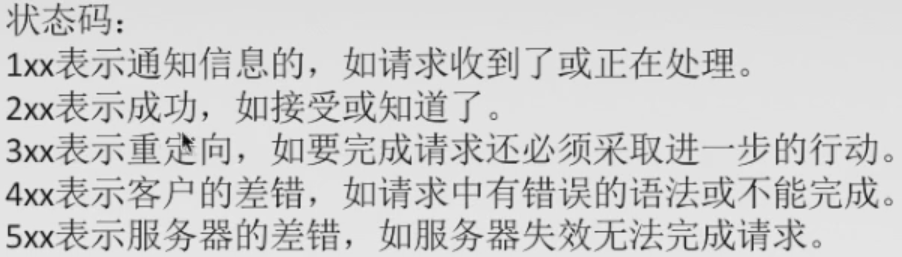 状态码：
1xx表示通知信息的，如请求收到了或正在处理。
2xx表示成功，如接受或知道了。
3xx表示重定向，如要完成请求还必须采取进一步的行动。
4xx表示客户的差错，如请求中有错误的语法或不能完成。
5xx表示服务器的差错，如服务器失效无法完成请求。